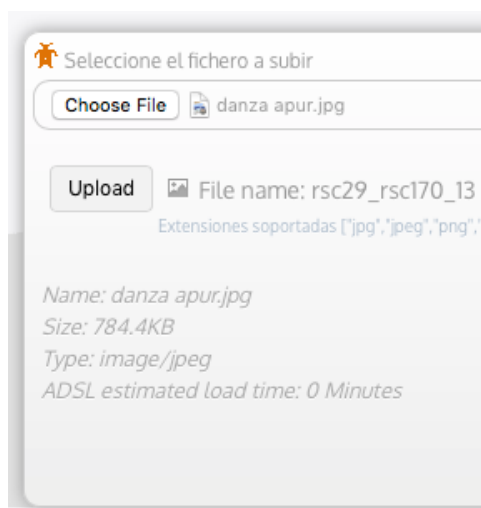 Seleccione el fichero a subir
Choose File danza apur.jpg
Upload File name: rsc29_rsc170_13
Extensiones soportadas ["jpg","jpeg","png","
Name: danza apur.jpg
Size: 784.4KB
Type: image/jpeg
ADSL estimated load time: 0 Minutes